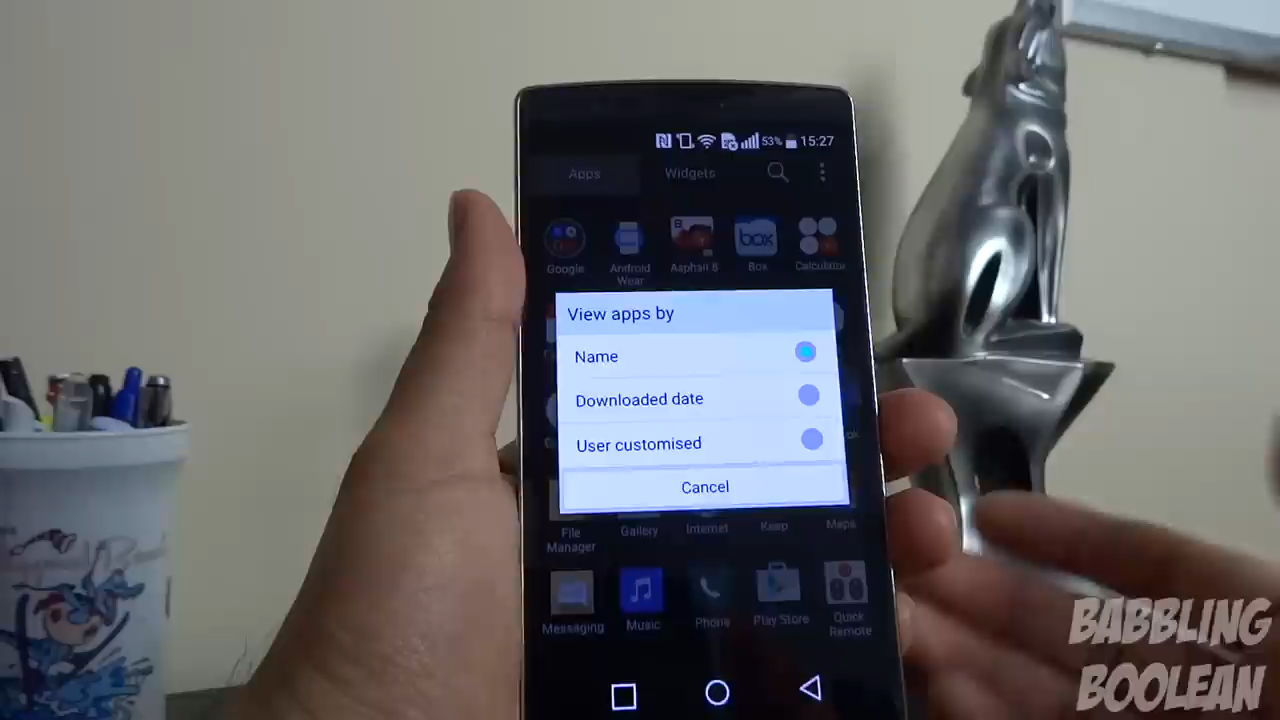 53% 15:27
Apps Widgets
box
Google Android Wear Asphalt 8 Box Calculator
View apps by
Name
Downloaded date
User customised
Cancel
File Manager Gallery Internet Keep Maps
Messaging Music Phone Play Store Quick Remote
BABBLING
BOOLEAN